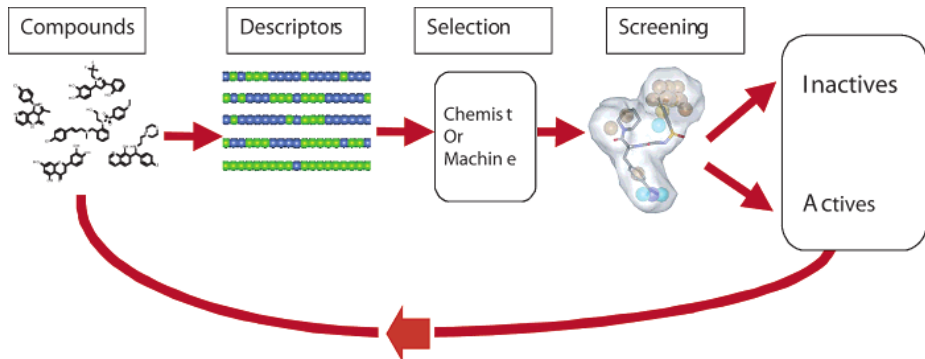 Compounds
Descriptors
Selection
Screening
Chemist
Or
Machine
Inactives
Actives